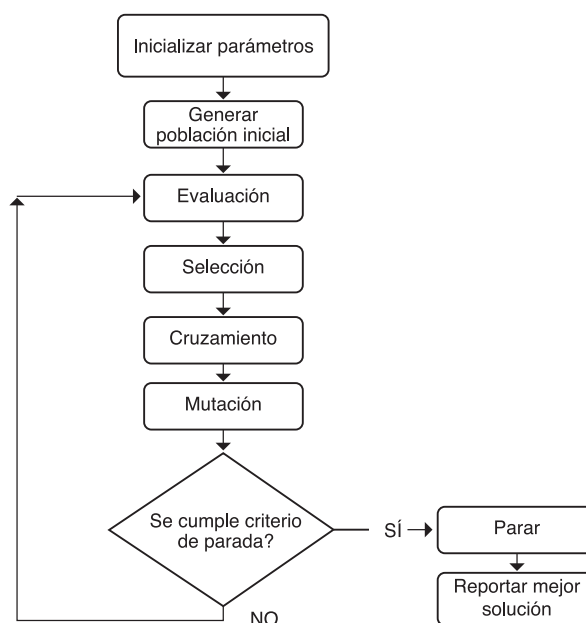 Inicializar parámetros
Generar
población inicial
Evaluación
Selección
Cruzamiento
Mutación
Se cumple criterio
de parada?
SÍ
Parar
Reportar mejor
solución
NO